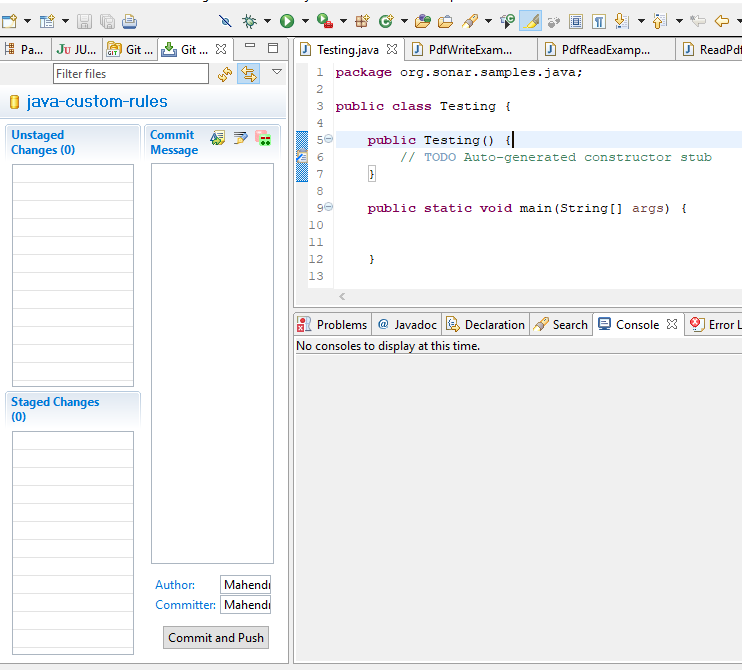 Pa... JU... Git ... Git ...
Filter files
java-custom-rules
Unstaged
Changes (0)
Commit
Message
Staged Changes
(0)
Author: Mahendr
Committer: Mahendr
Commit and Push
Testing.java PdfWriteExam... PdfReadExamp... ReadPdf
1 package org.sonar.samples.java;
2
3 public class Testing {
4
5 public Testing() {
6 // TODO Auto-generated constructor stub
7 }
8
9 public static void main(String[] args) {
10
11
12 }
13
Problems @ Javadoc Declaration Search Console Error L
No consoles to display at this time.